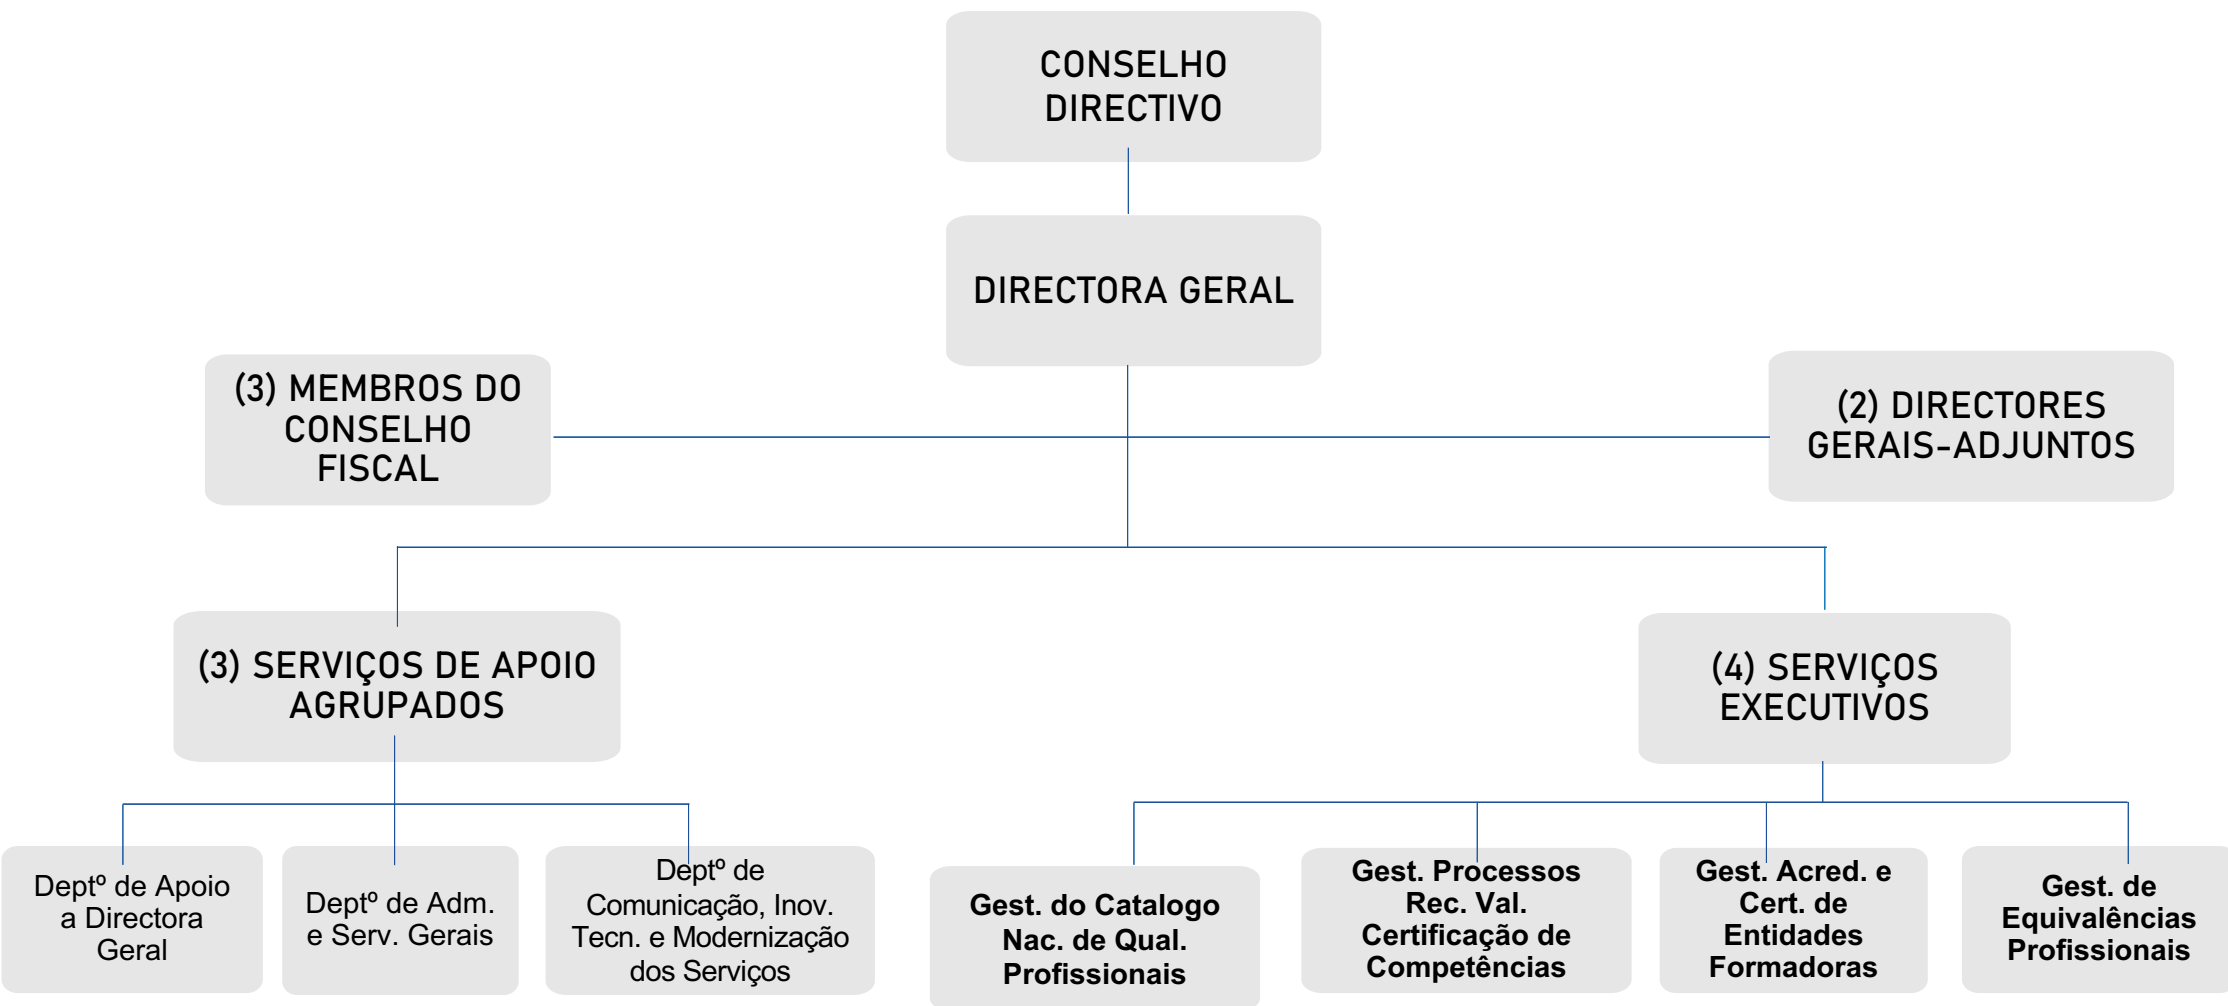 CONSELHO
DIRECTIVO
DIRECTORA GERAL
(3) MEMBROS DO
CONSELHO
FISCAL
(2) DIRECTORES
GERAIS-ADJUNTOS
(3) SERVIÇOS DE APOIO
AGRUPADOS
(4) SERVIÇOS
EXECUTIVOS
Deptº de Apoio
a Directora
Geral
Deptº de Adm.
e Serv. Gerais
Deptº de
Comunicação, Inov.
Tecn. e Modernização
dos Serviços
Gest. do Catalogo
Nac. de Qual.
Profissionais
Gest. Processos
Rec. Val.
Certificação de
Competências
Gest. Acred. e
Cert. de
Entidades
Formadoras
Gest. de
Equivalências
Profissionais